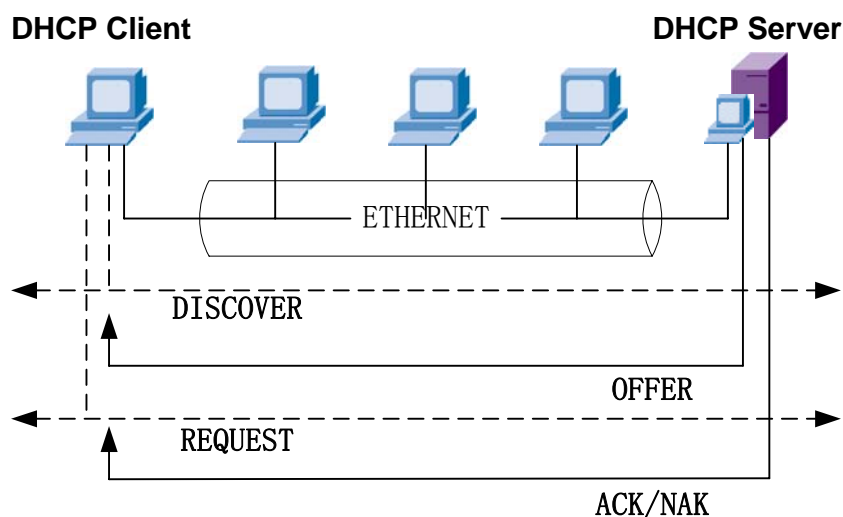 DHCP Client
DHCP Server
ETHERNET
DISCOVER
OFFER
REQUEST
ACK/NAK